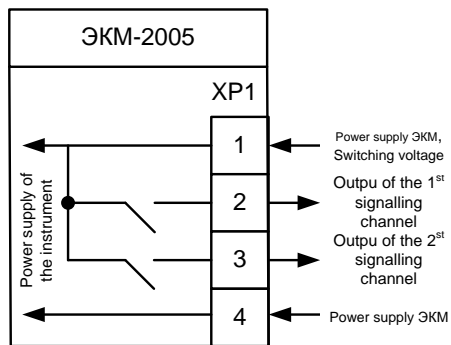 ЭКМ-2005
XP1
Power supply of
the instrument
1
Power supply ЭКМ,
Switching voltage
2
Outpu of the 1st
signalling
channel
3
Outpu of the 2st
signalling
channel
4
Power supply ЭКМ